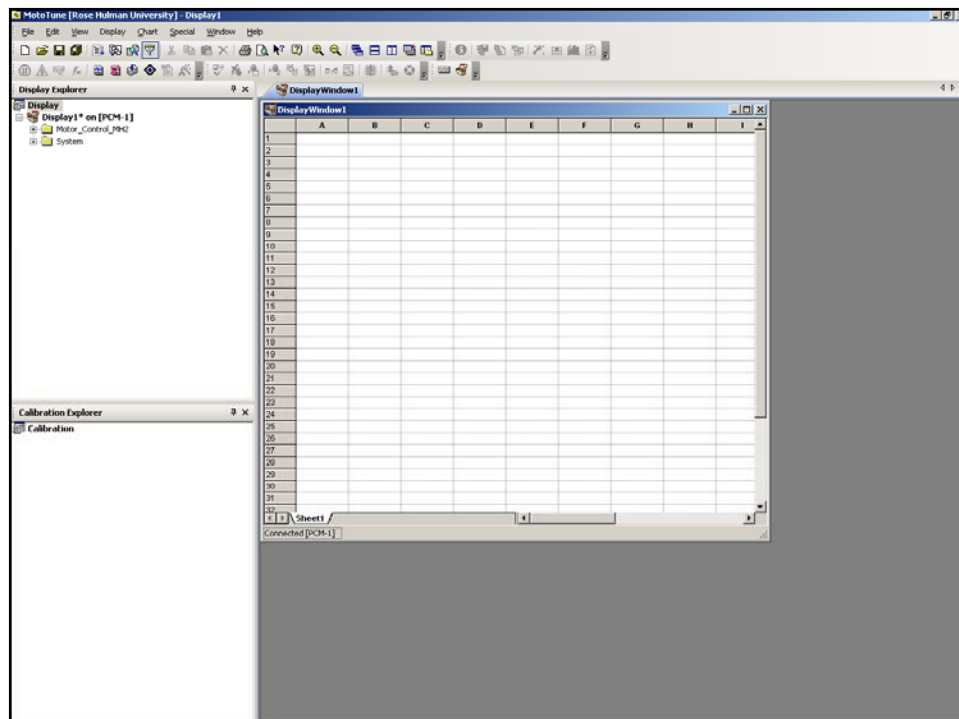 MotoTune [Rose Hulman University] - Display1
File Edit View Display Chart Special Window Help
Display Explorer
Display
Display1* on [PCM-1]
Motor_Control_MH2
System
Calibration Explorer
Calibration
DisplayWindow1
DisplayWindow1
A B C D E F G H I
1
2
3
4
5
6
7
8
9
10
11
12
13
14
15
16
17
18
19
20
21
22
23
24
25
26
27
28
29
30
31
32
Sheet1
Connected [PCM-1]